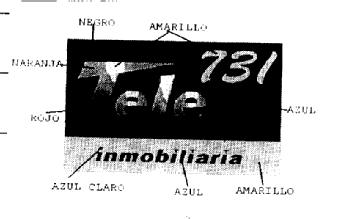 NEGRO
AMARILLO
NARANJA
731
Tele
AZUL
ROJO
inmobiliaria
AZUL CLARO
AZUL
AMARILLO